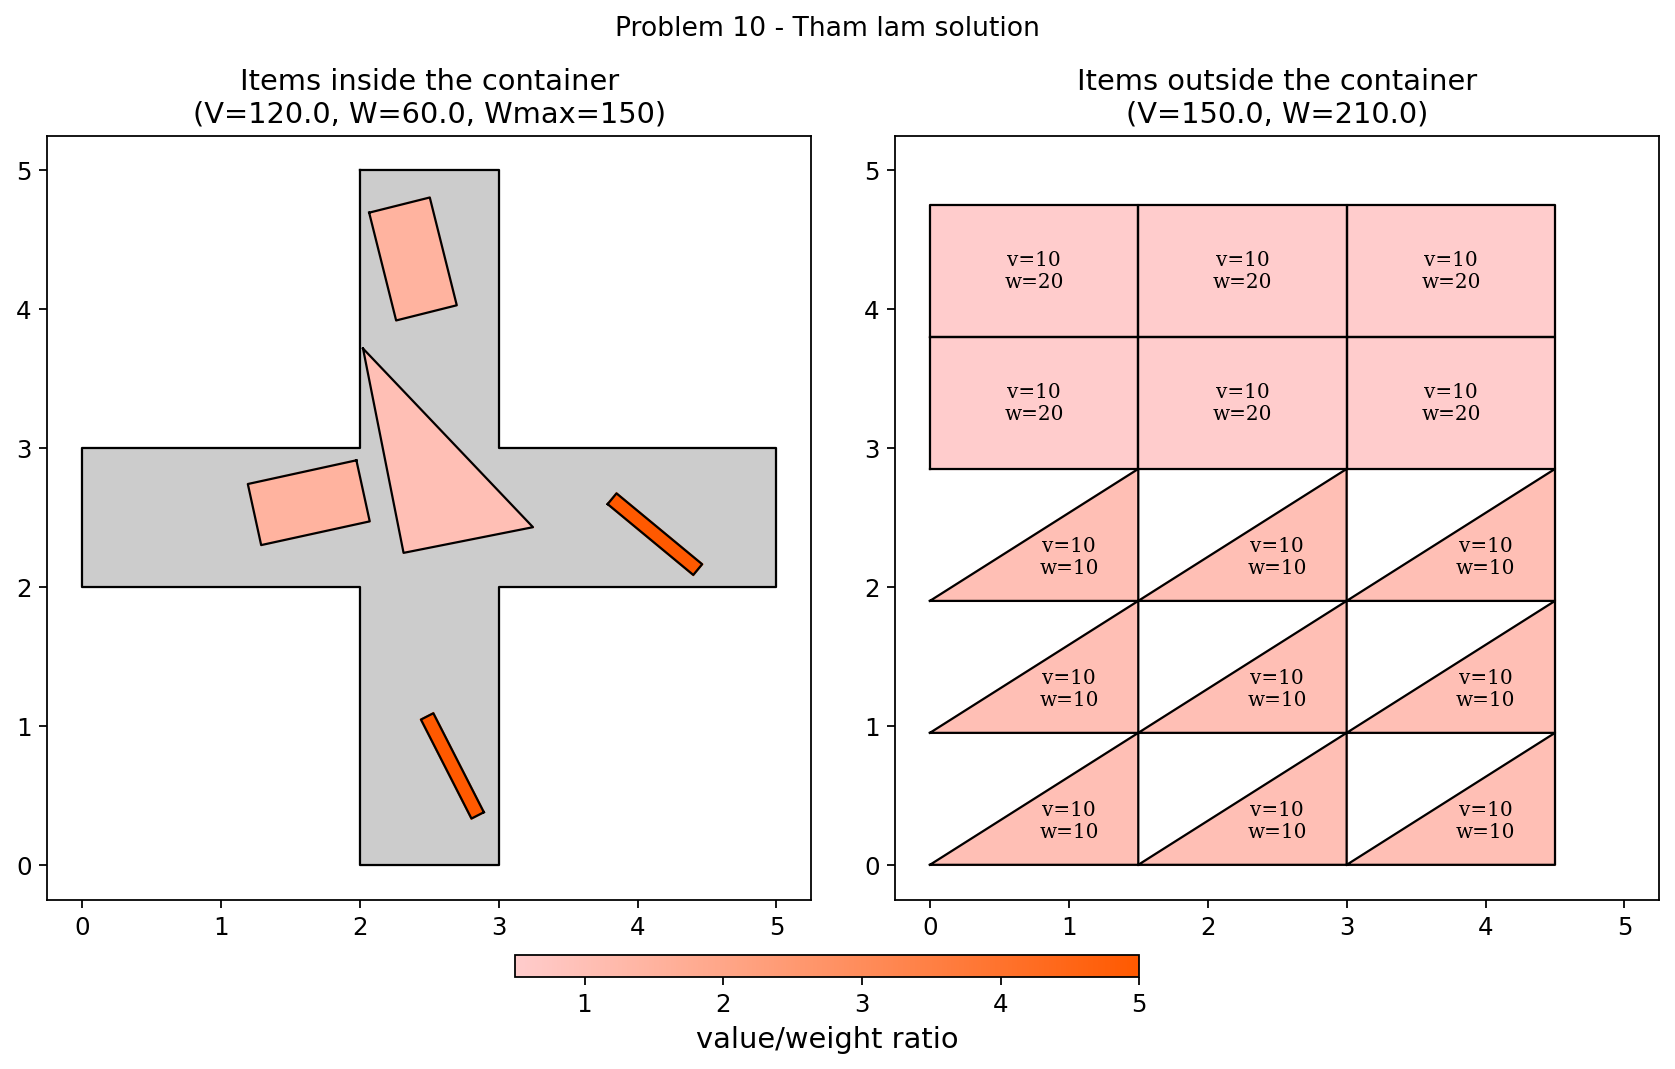 Problem 10 - Tham lam solution
Items inside the container
(V=120.0, W=60.0, Wmax=150)
5
4
3
2
1
0
0 1 2 3 4 5
Items outside the container
(V=150.0, W=210.0)
5
4
3
2
1
0
v=10 v=10 v=10
w=20 w=20 w=20
v=10 v=10 v=10
w=20 w=20 w=20
v=10 v=10 v=10
w=10 w=10 w=10
v=10 v=10 v=10
w=10 w=10 w=10
v=10 v=10 v=10
w=10 w=10 w=10
0 1 2 3 4 5
1 2 3 4 5
value/weight ratio